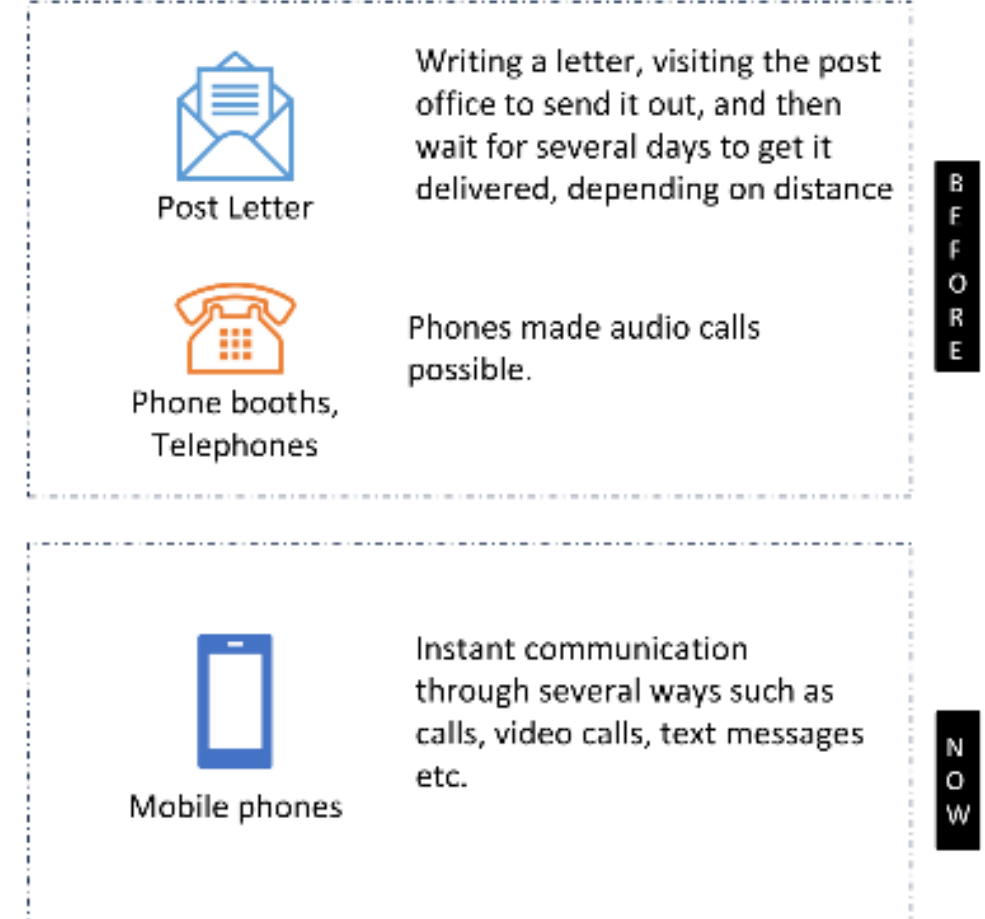 Writing a letter, visiting the post
office to send it out, and then
wait for several days to get it
delivered, depending on distance
Post Letter
Phones made audio calls
possible.
Phone booths,
Telephones
BEFORE
Instant communication
through several ways such as
calls, video calls, text messages
etc.
Mobile phones
NOW